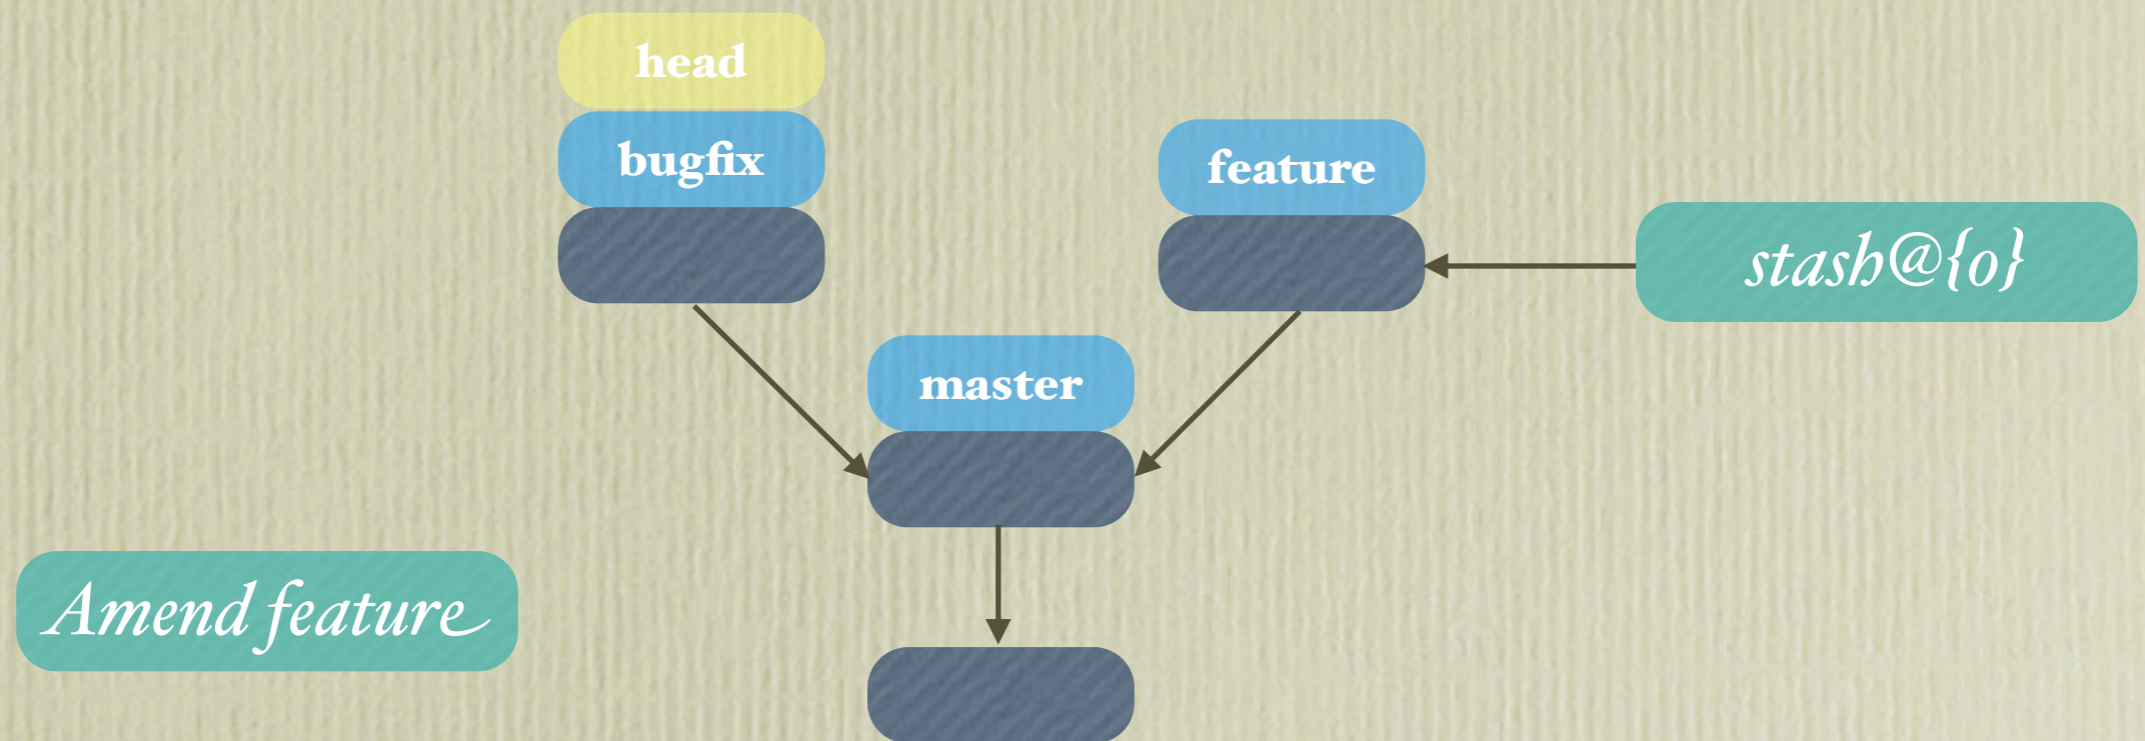 head
bugfix
feature
stash@{0}
master
Amend feature